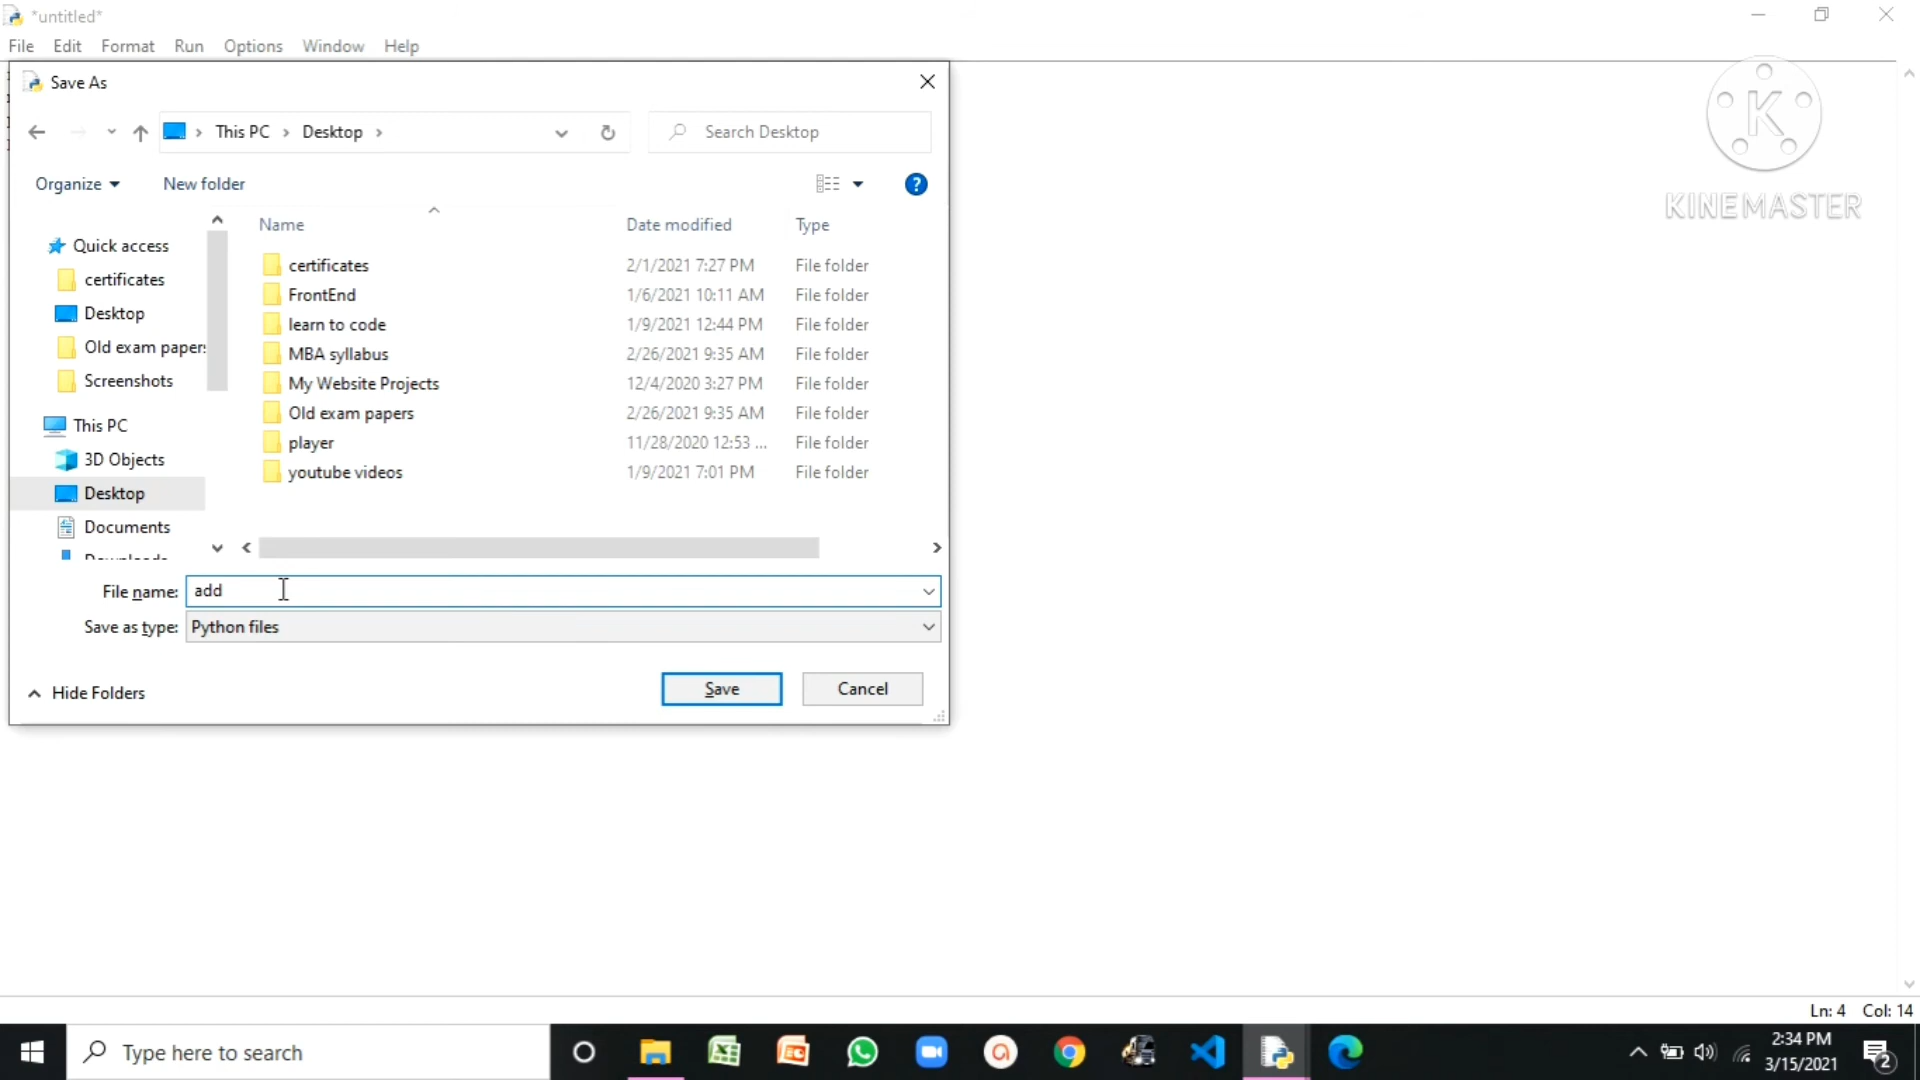 *untitled*
File Edit Format Run Options Window Help
Save As
This PC Desktop
Search Desktop
Organize New folder
?
Name Date modified Type
Quick access
certificates
Desktop
Old exam papers
Screenshots
This PC
3D Objects
Desktop
Documents
certificates 2/1/2021 7:27 PM File folder
FrontEnd 1/6/2021 10:11 AM File folder
learn to code 1/9/2021 12:44 PM File folder
MBA syllabus 2/26/2021 9:35 AM File folder
My Website Projects 12/4/2020 3:27 PM File folder
Old exam papers 2/26/2021 9:35 AM File folder
player 11/28/2020 12:53 ... File folder
youtube videos 1/9/2021 7:01 PM File folder
File name: add
Save as type: Python files
Hide Folders
Save Cancel
K
KINEMASTER
Ln: 4 Col: 14
Type here to search
2:34 PM
3/15/2021
2